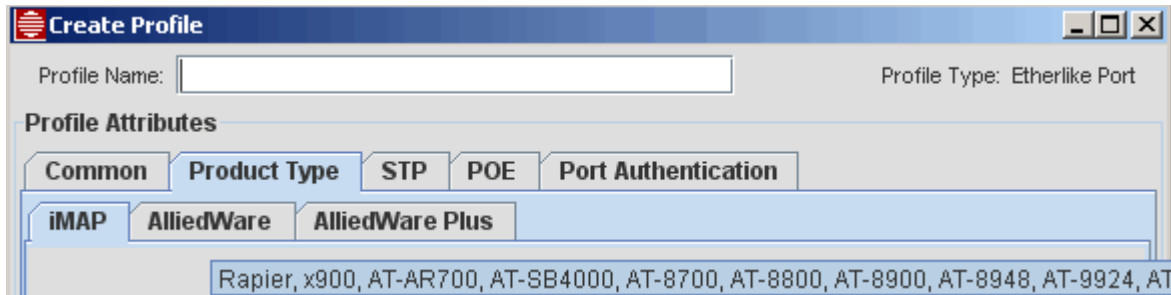 Create Profile
Profile Name: Profile Type: Etherlike Port
Profile Attributes
Common Product Type STP POE Port Authentication
iMAP AlliedWare AlliedWare Plus
Rapier, x900, AT-AR700, AT-SB4000, AT-8700, AT-8800, AT-8900, AT-8948, AT-9924, AT